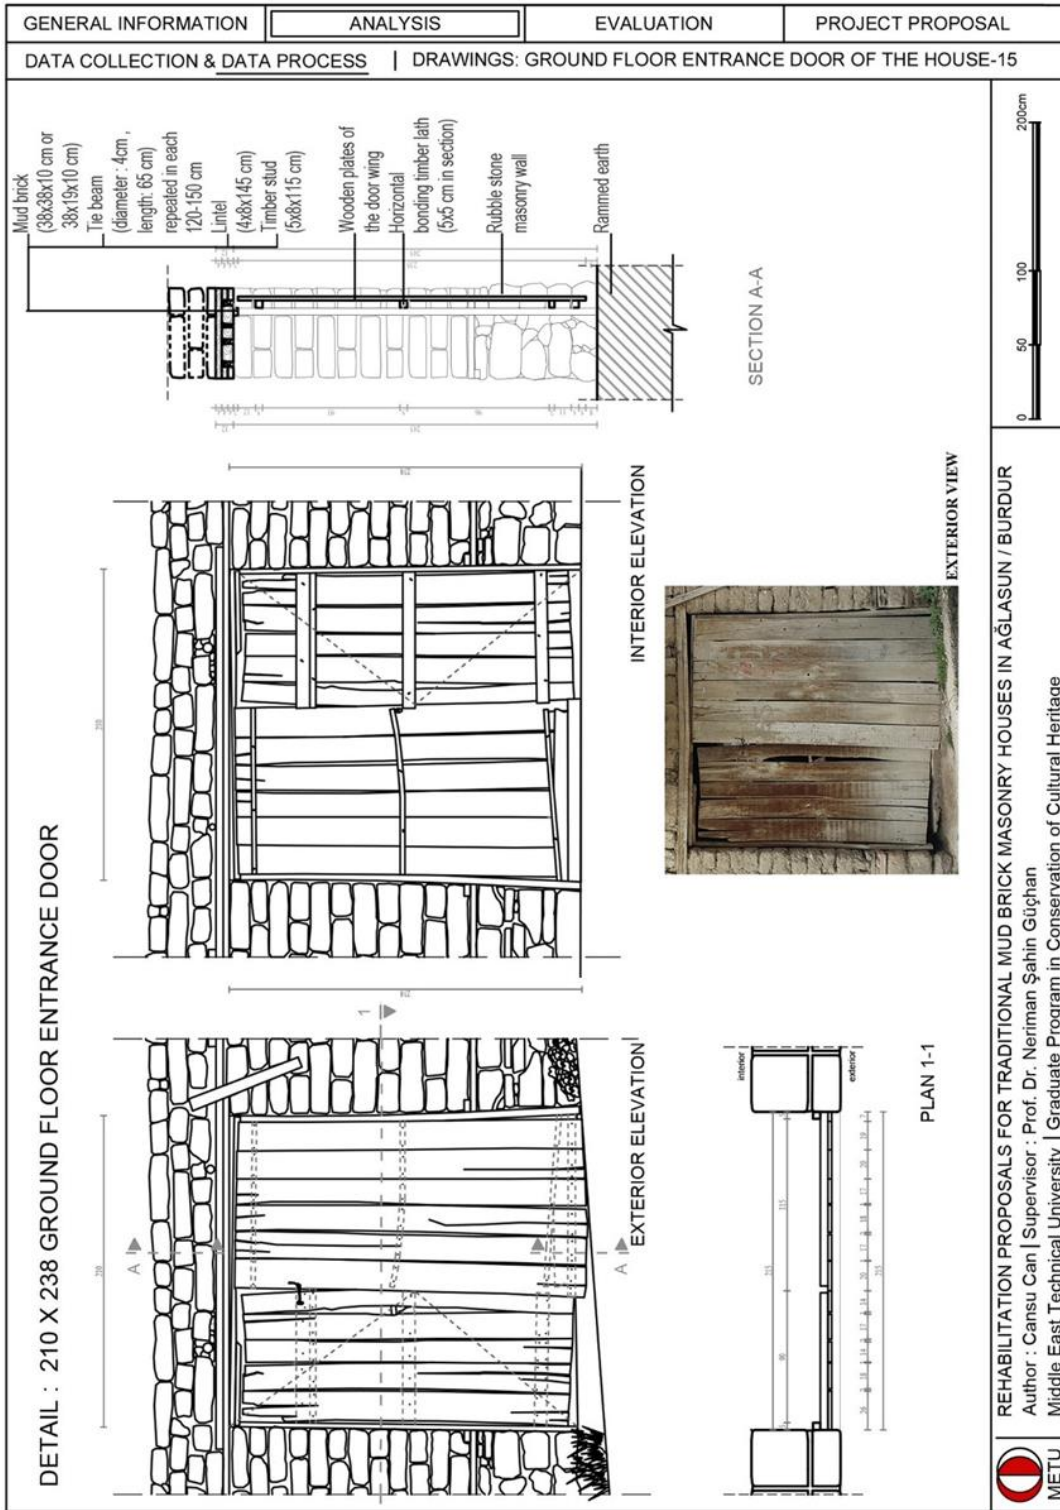 GENERAL INFORMATION
ANALYSIS
EVALUATION
PROJECT PROPOSAL
DATA COLLECTION & DATA PROCESS | DRAWINGS: GROUND FLOOR ENTRANCE DOOR OF THE HOUSE-15
DETAIL : 210 X 238 GROUND FLOOR ENTRANCE DOOR
Mud brick
(38x38x10 cm or
38x19x10 cm)
Tie beam
(diameter : 4cm ,
length: 65 cm)
repeated in each
120-150 cm
Lintel
(4x8x145 cm)
Timber stud
(5x8x115 cm)
Wooden plates of
the door wing
Horizontal
bonding timber lath
(5x5 cm in section)
Rubble stone
masonry wall
Rammed earth
SECTION A-A
INTERIOR ELEVATION
EXTERIOR ELEVATION
A
A
1
EXTERIOR VIEW
interior
exterior
PLAN 1-1
215
90
115
215
0
50
100
200cm
METU
REHABILITATION PROPOSALS FOR TRADITIONAL MUD BRICK MASONRY HOUSES IN AĞLASUN / BURDUR
Author : Cansu Can | Supervisor : Prof. Dr. Neriman Şahin Güçhan
Middle East Technical University | Graduate Program in Conservation of Cultural Heritage